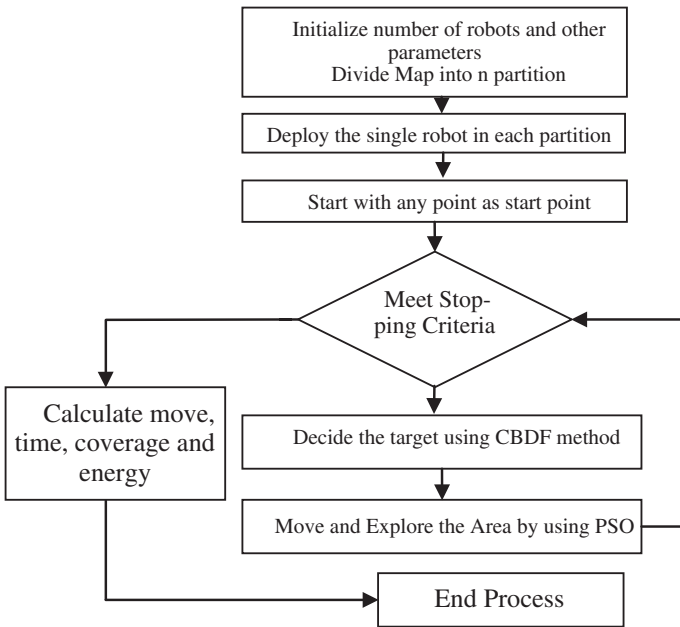 Initialize number of robots and other
parameters
Divide Map into n partition
Deploy the single robot in each partition
Start with any point as start point
Meet Stop-
ping Criteria
Calculate move,
time, coverage and
energy
Decide the target using CBDF method
Move and Explore the Area by using PSO
End Process